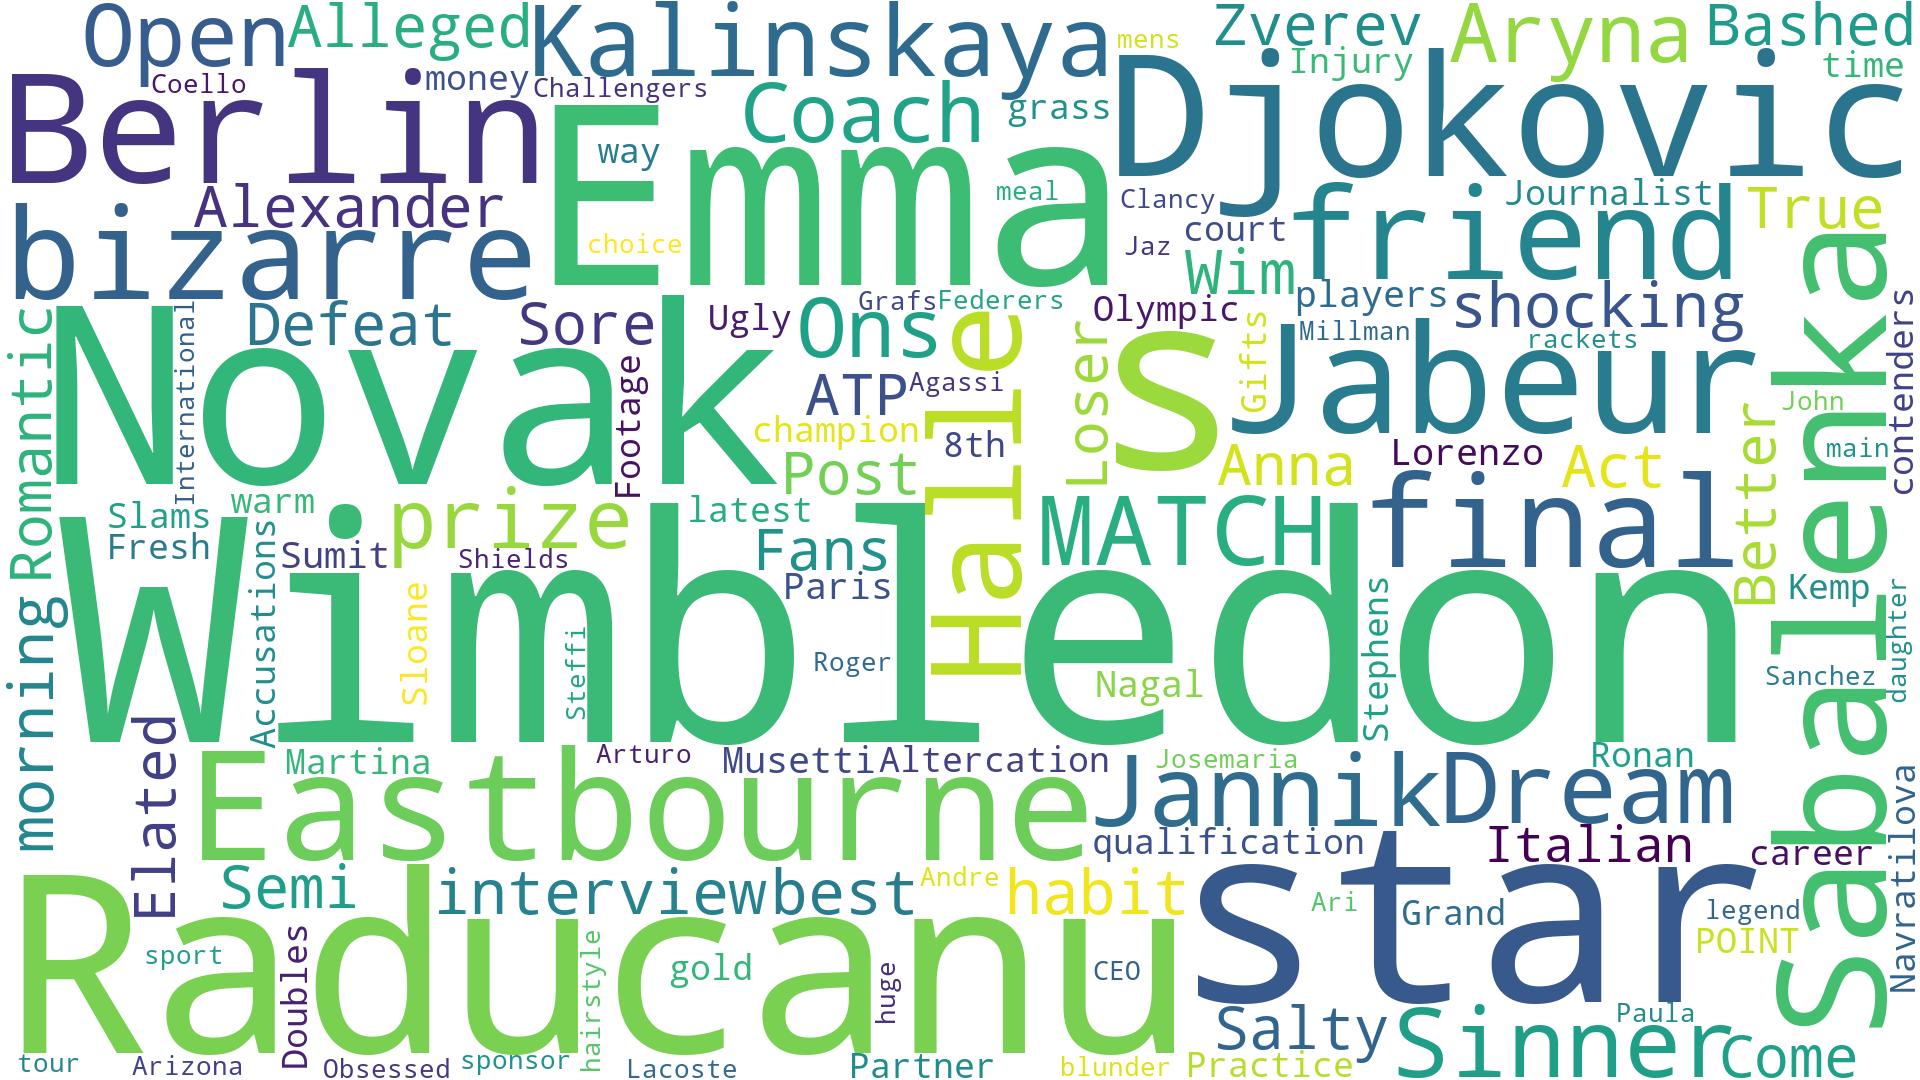 Open
Alleged
Kalinskaya
mens
Zverev
Aryna
Bashed
Coello
money
Challengers
Coach
grass
Injury
time
Berlin
Emma
way
Djokovic
Alexander
meal
Clancy
Journalist
True
bizarre
choice
Jaz
court
friend
Wim
International
Defeat
Sore
Ugly
Ons
Grafs
Federers
Olympic
players
shocking
Romantic
Novak
Footage
ATP
Agassi
Halle
Loser
s
Gifts
Millman
rackets
Jabeur
Sabalenka
contenders
John
champion
8th
Anna
Lorenzo
Act
Better
main
Post
Slams
warm
prize
latest
MATCH
final
Fresh
Sumit
Shields
Fans
Paris
Kemp
morning
Wimbledon
Accusations
Sloane
Steffi
Roger
Nagal
Stephens
Sanchez
daughter
Elated
Martina
Arturo
Musetti
Altercation
Josemaria
Ronan
Eastbourne
Jannik
Dream
qualification
Italian
career
Navratilova
Semi
interviewbest
Andre
habit
star
Ari
Grand
legend
POINT
Raducanu
sport
Doubles
hairstyle
gold
huge
CEO
Salty
Sinner
Paula
Come
tour
Arizona
Obsessed
sponsor
Lacoste
Partner
blunder
Practice